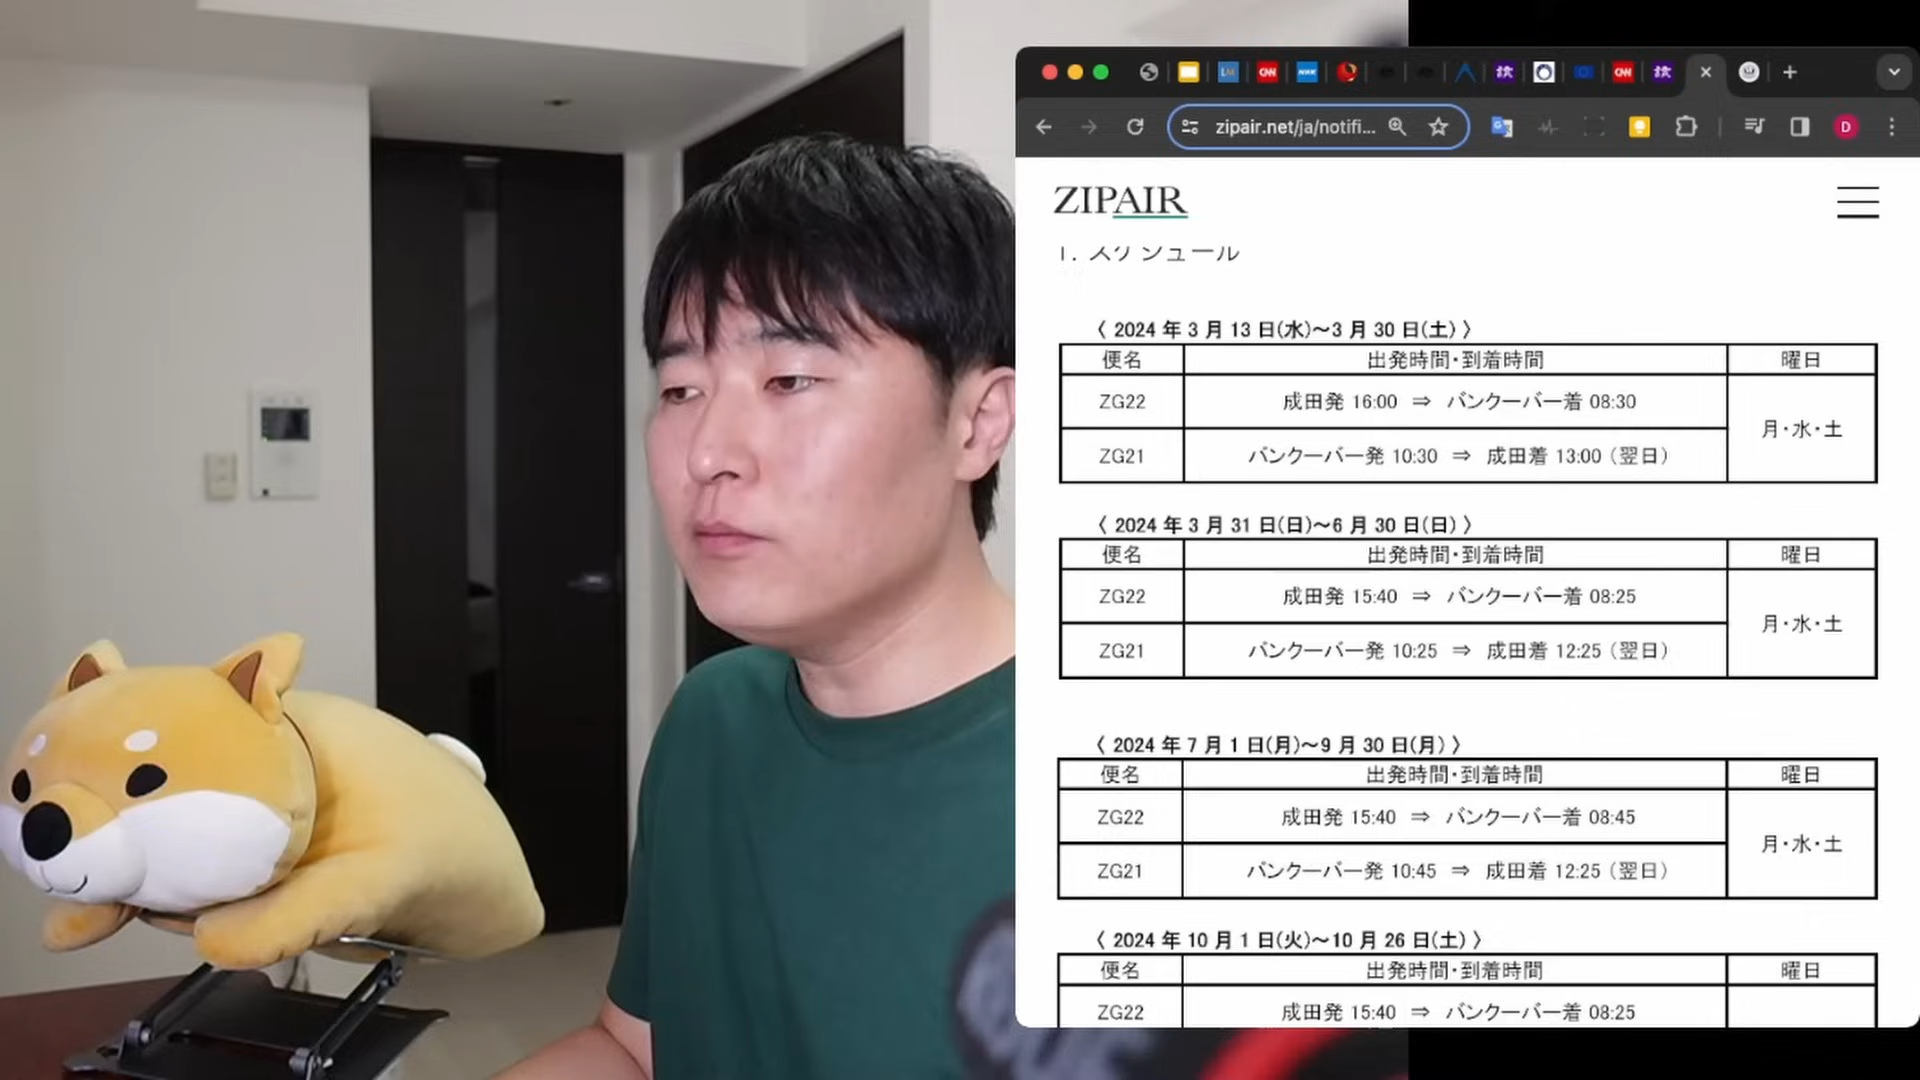 zipair.net/ja/notifi...
D
ZIPAIR
1. スケジュール
〈 2024 年 3 月 13 日(水)～3 月 30 日(土) 〉
便名 出発時間・到着時間 曜日
ZG22 成田発 16:00 ⇒ バンクーバー着 08:30
月・水・土
ZG21 バンクーバー発 10:30 ⇒ 成田着 13:00 (翌日)
〈 2024 年 3 月 31 日(日)～6 月 30 日(日) 〉
便名 出発時間・到着時間 曜日
ZG22 成田発 15:40 ⇒ バンクーバー着 08:25
月・水・土
ZG21 バンクーバー発 10:25 ⇒ 成田着 12:25 (翌日)
〈 2024 年 7 月 1 日(月)～9 月 30 日(月) 〉
便名 出発時間・到着時間 曜日
ZG22 成田発 15:40 ⇒ バンクーバー着 08:45
月・水・土
ZG21 バンクーバー発 10:45 ⇒ 成田着 12:25 (翌日)
〈 2024 年 10 月 1 日(火)～10 月 26 日(土) 〉
便名 出発時間・到着時間 曜日
ZG22 成田発 15:40 ⇒ バンクーバー着 08:25